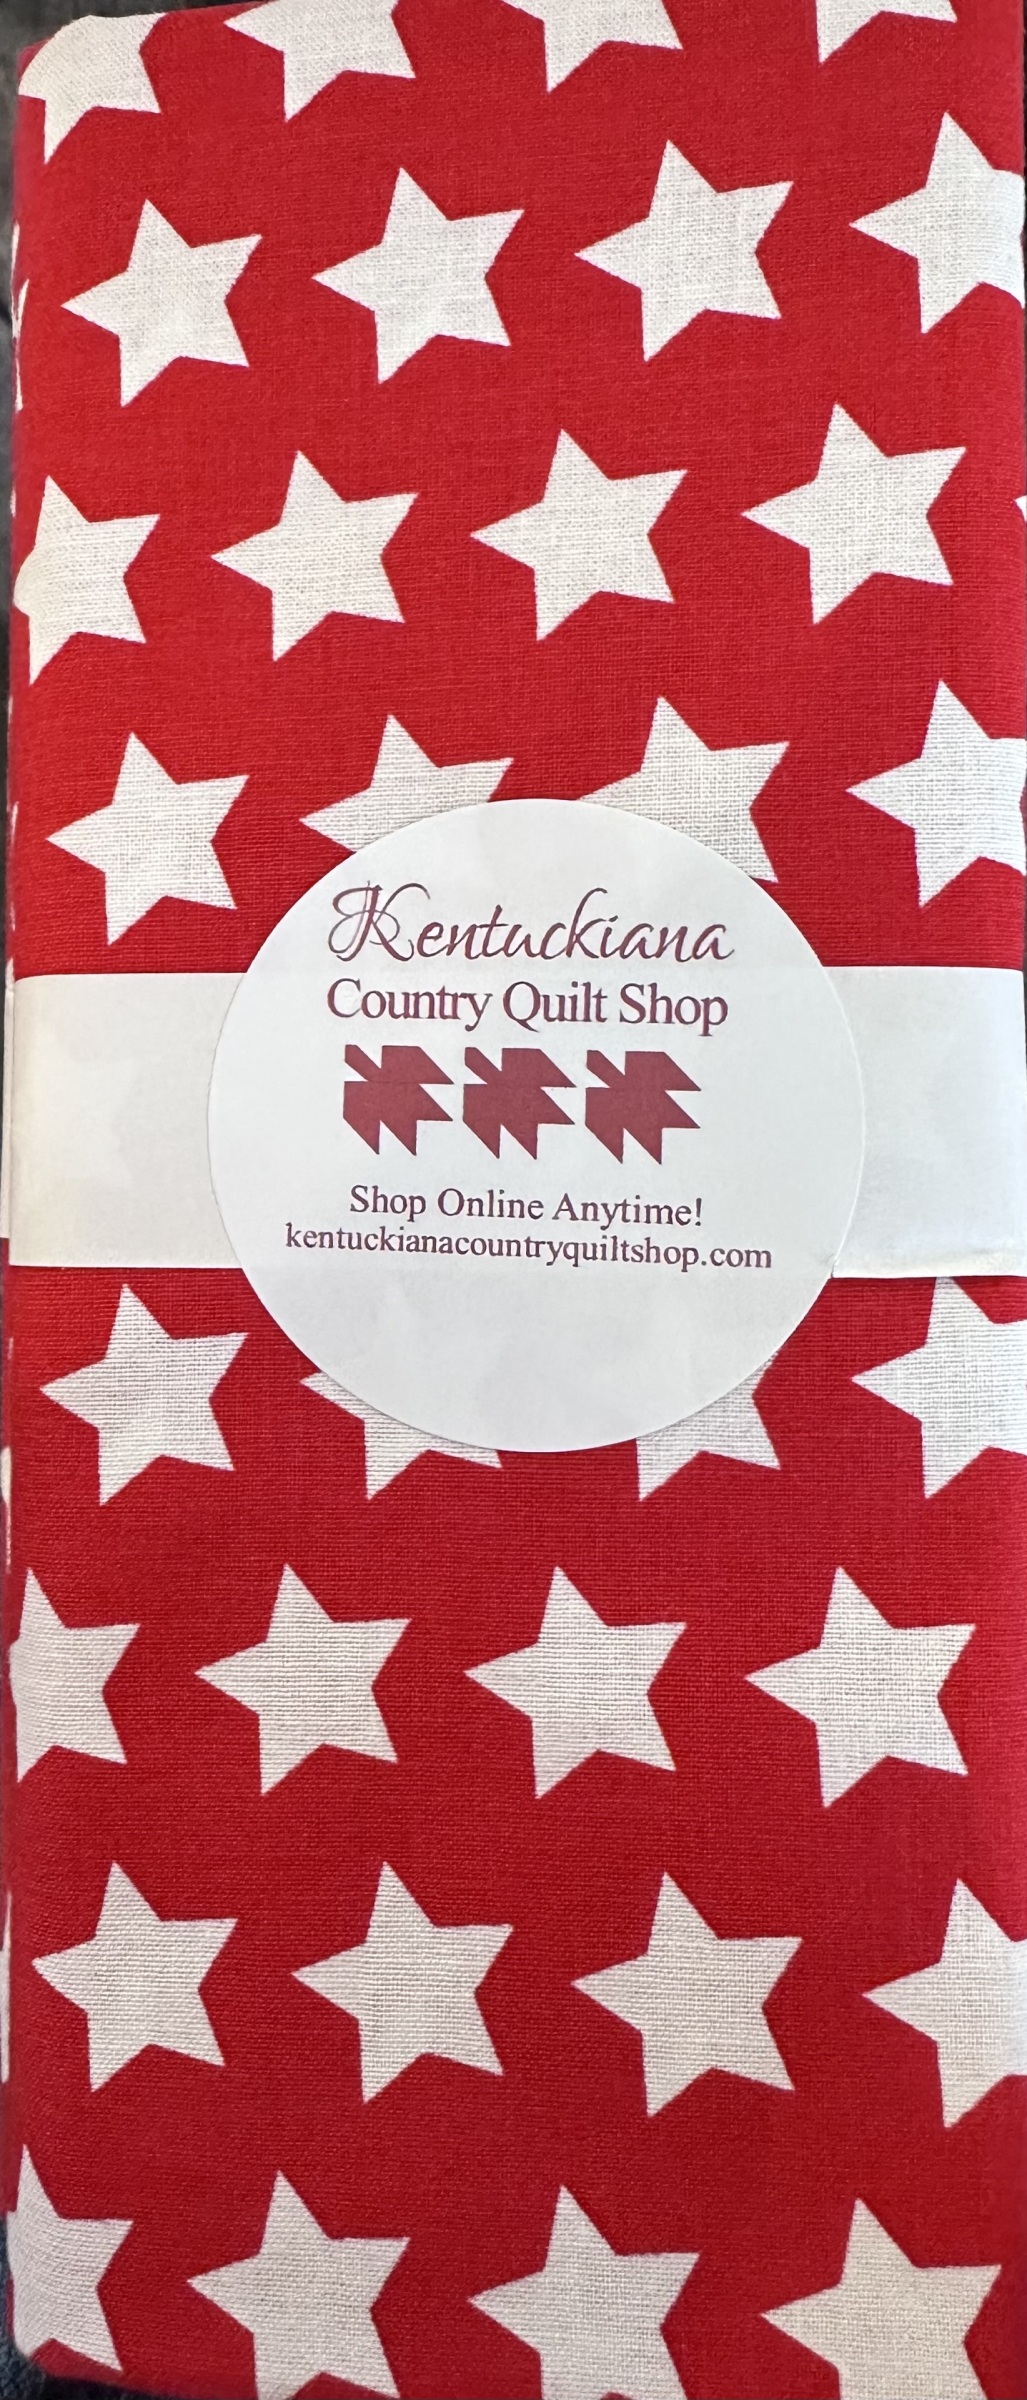 Kentuckiana
Country Quilt Shop
Shop Online Anytime!
kentuckianacountryquiltshop.com